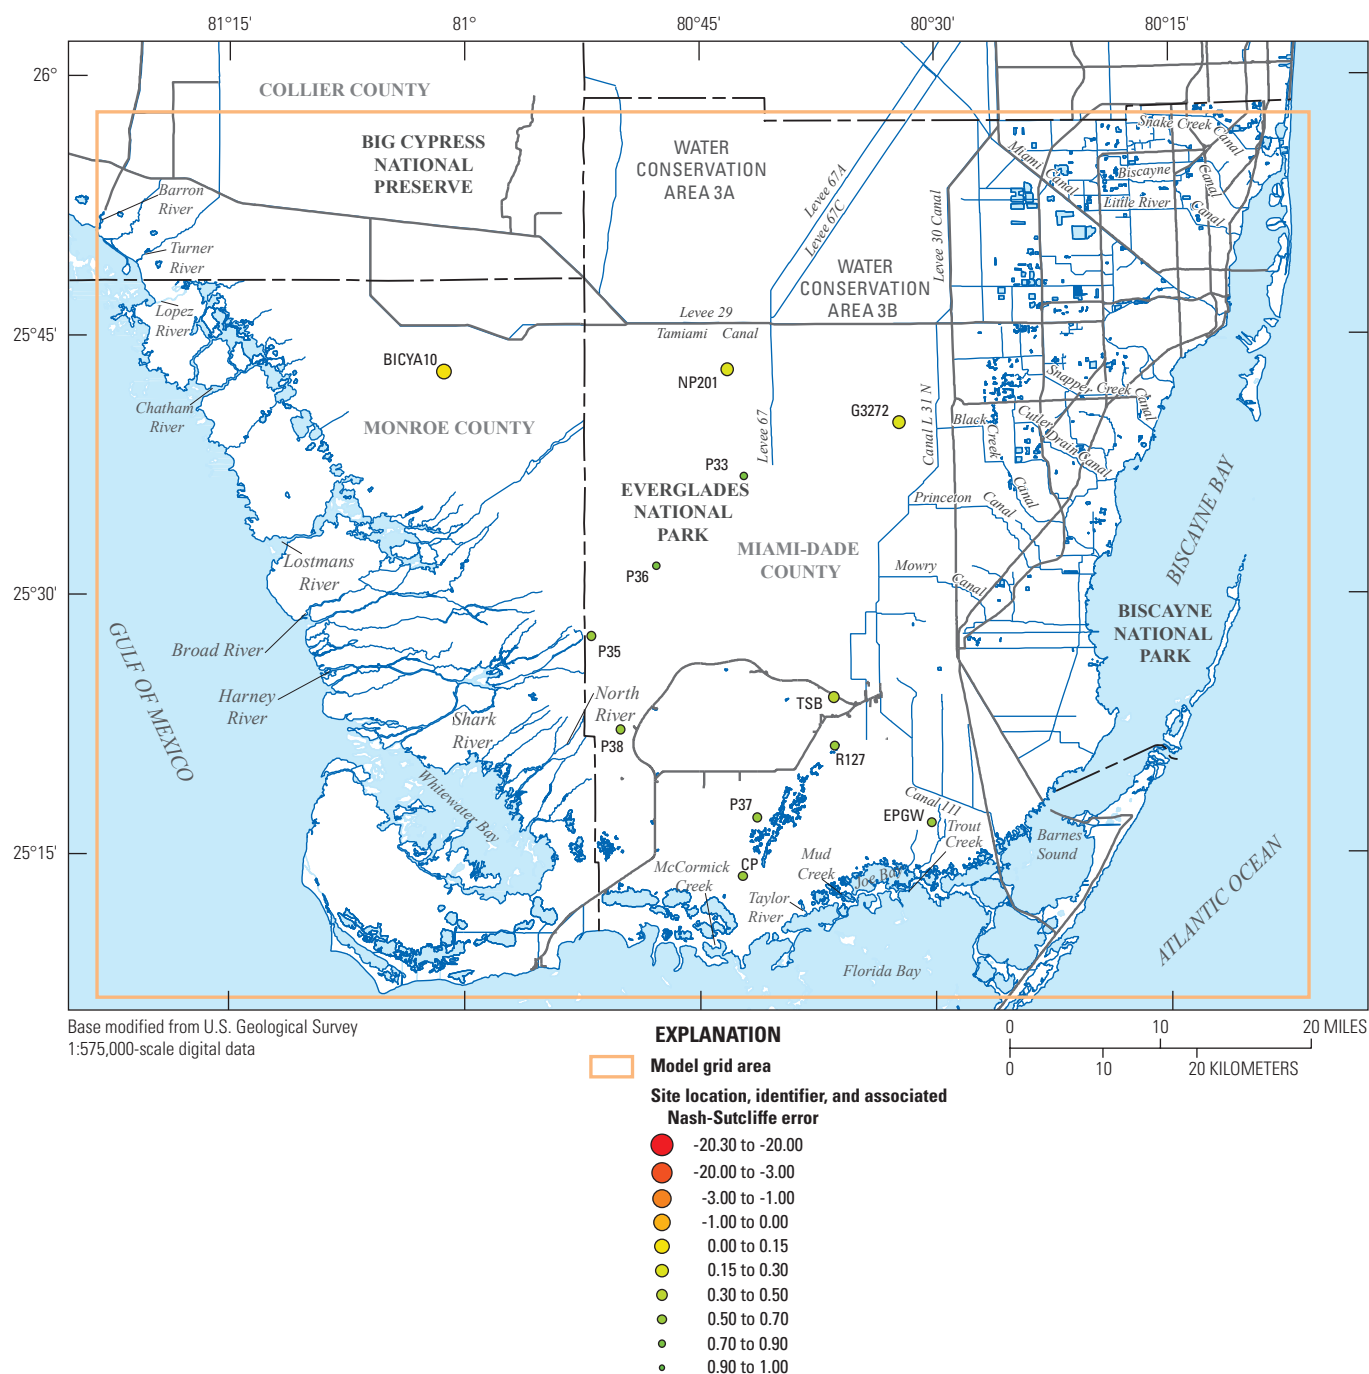 81°15'
81°
80°45'
80°30'
80°15'
26°
25°45'
25°30'
25°15'
COLLIER COUNTY
BIG CYPRESS
NATIONAL
PRESERVE
WATER
CONSERVATION
AREA 3A
Levee 67A
Levee 67C
Levee 30 Canal
Miami Canal
Snake Creek Canal
Biscayne
Canal
Little River
Canal
Barron
River
Turner
River
Lopez
River
WATER
CONSERVATION
AREA 3B
Levee 29
Tamiami Canal
BICYA10
NP201
G3272
Chatham
River
MONROE COUNTY
Levee 67
Canal L 31 N
Snapper Creek
Canal
Black
Creek
Canal
Cutler
Drain Canal
P33
EVERGLADES
NATIONAL
PARK
Princeton
Canal
MIAMI-DADE
COUNTY
Mowry
Canal
BISCAYNE BAY
BISCAYNE
NATIONAL
PARK
Lostmans
River
P36
P35
Broad River
Harney
River
GULF OF MEXICO
Shark
River
North
River
P38
TSB
R127
Whitewater Bay
P37
Canal 111
EPGW
Trout
Creek
Barnes
Sound
CP
McCormick
Creek
Mud
Creek
Joe Bay
Taylor
River
Florida Bay
ATLANTIC OCEAN
Base modified from U.S. Geological Survey
1:575,000-scale digital data
0 10 20 MILES
0 10 20 KILOMETERS
EXPLANATION
Model grid area
Site location, identifier, and associated
Nash-Sutcliffe error
-20.30 to -20.00
-20.00 to -3.00
-3.00 to -1.00
-1.00 to 0.00
0.00 to 0.15
0.15 to 0.30
0.30 to 0.50
0.50 to 0.70
0.70 to 0.90
0.90 to 1.00